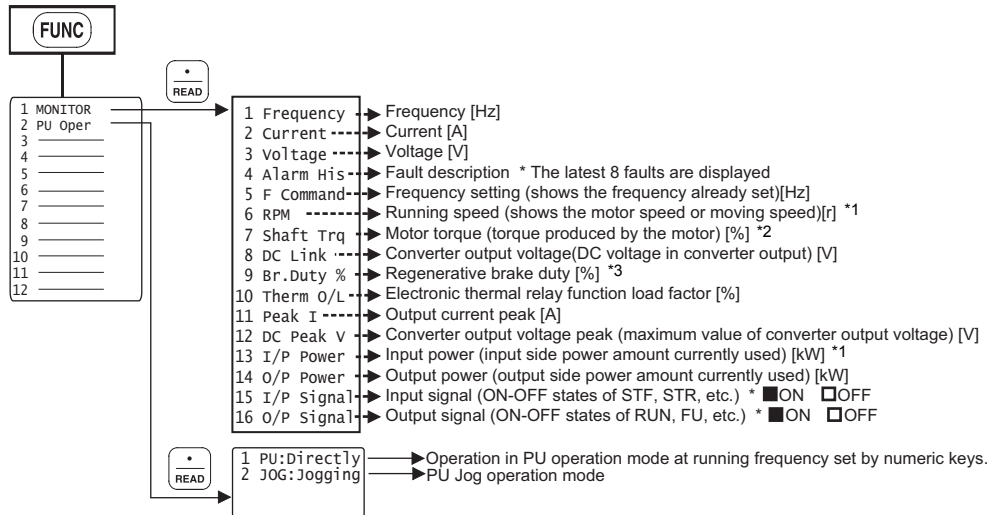 FUNC
READ
1 MONITOR
2 PU Oper
3
4
5
6
7
8
9
10
11
12
1 Frequency Frequency [Hz]
2 Current Current [A]
3 Voltage Voltage [V]
4 Alarm His Fault description * The latest 8 faults are displayed
5 F Command Frequency setting (shows the frequency already set)[Hz]
6 RPM Running speed (shows the motor speed or moving speed)[r] *1
7 Shaft Trq Motor torque (torque produced by the motor) [%] *2
8 DC Link Converter output voltage(DC voltage in converter output) [V]
9 Br.Duty % Regenerative brake duty [%] *3
10 Therm O/L Electronic thermal relay function load factor [%]
11 Peak I Output current peak [A]
12 DC Peak V Converter output voltage peak (maximum value of converter output voltage) [V]
13 I/P Power Input power (input side power amount currently used) [kW] *1
14 O/P Power Output power (output side power amount currently used) [kW]
15 I/P Signal Input signal (ON-OFF states of STF, STR, etc.) * ■ON □OFF
16 O/P Signal Output signal (ON-OFF states of RUN, FU, etc.) * ■ON □OFF
READ
1 PU:Directly Operation in PU operation mode at running frequency set by numeric keys.
2 JOG:Jogging PU Jog operation mode